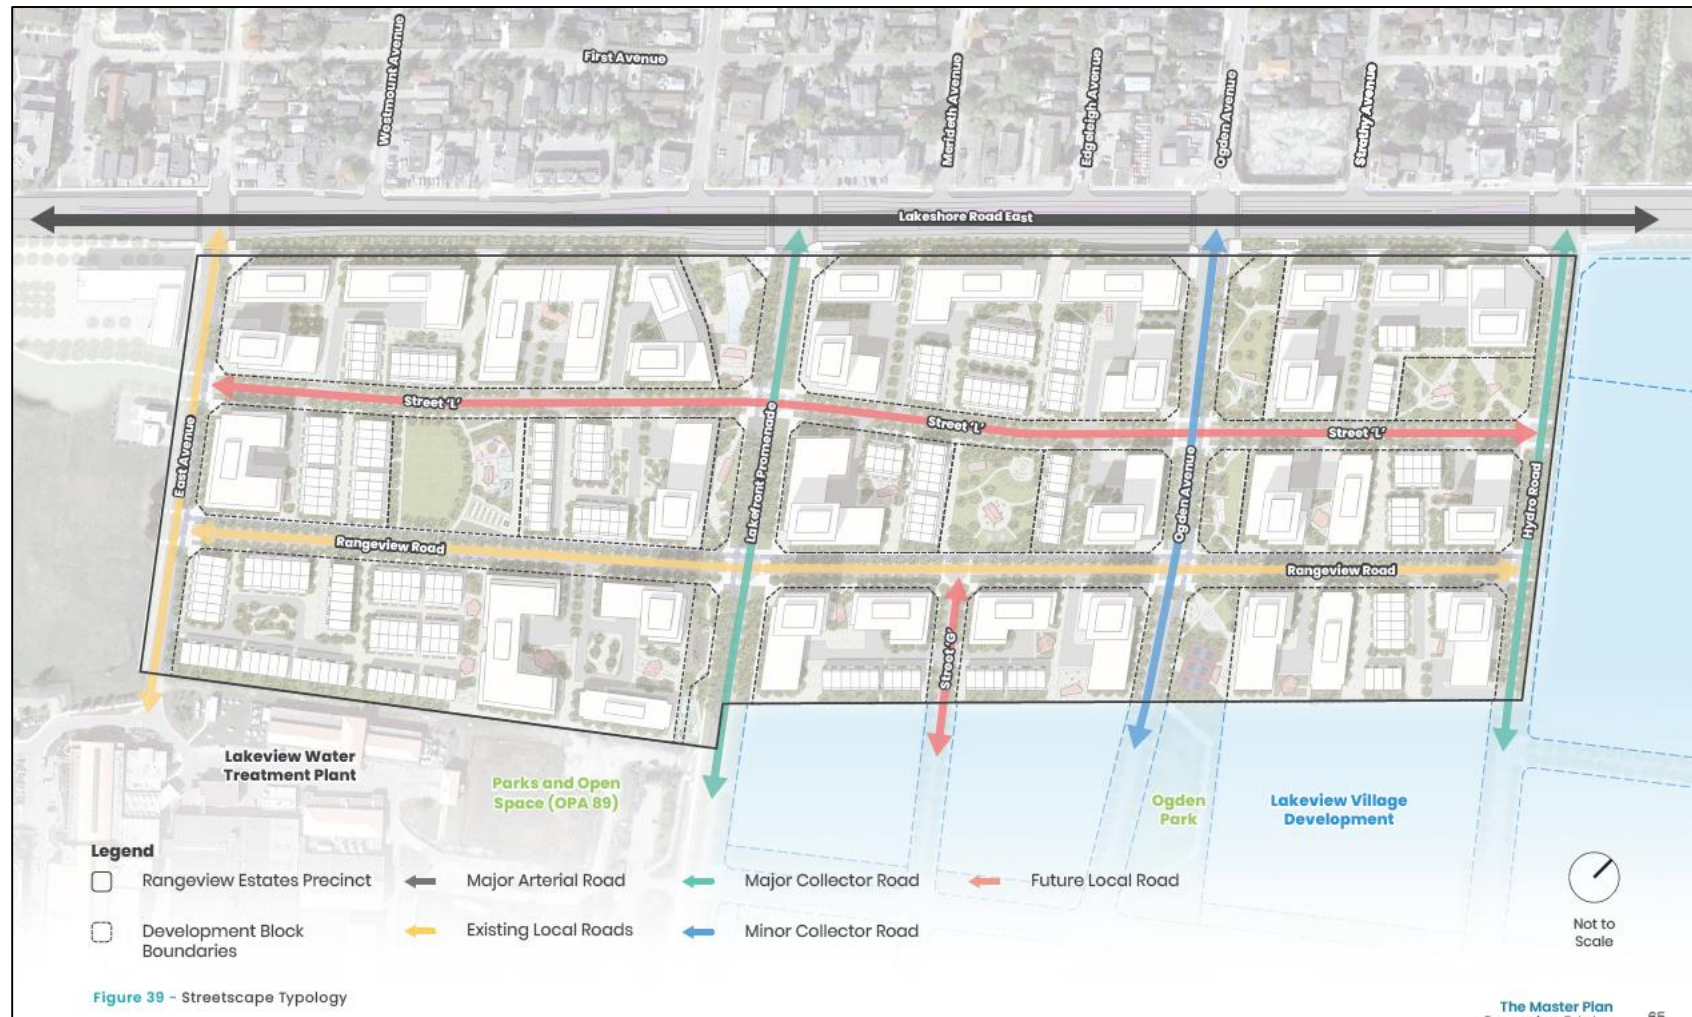 Westmount Avenue
First Avenue
Merideth Avenue
Edgeleigh Avenue
Ogden Avenue
Strathy Avenue
Lakeshore Road East
Street 'L'
Street 'L'
Street 'L'
East Avenue
Lakefront Promenade
Ogden Avenue
Hydro Road
Rangeview Road
Rangeview Road
Street 'G'
Lakeview Water
Treatment Plant
Parks and Open
Space (OPA 89)
Ogden
Park
Lakeview Village
Development
Legend
Rangeview Estates Precinct
Major Arterial Road
Major Collector Road
Future Local Road
Development Block
Boundaries
Existing Local Roads
Minor Collector Road
Not to
Scale
Figure 39 - Streetscape Typology
The Master Plan